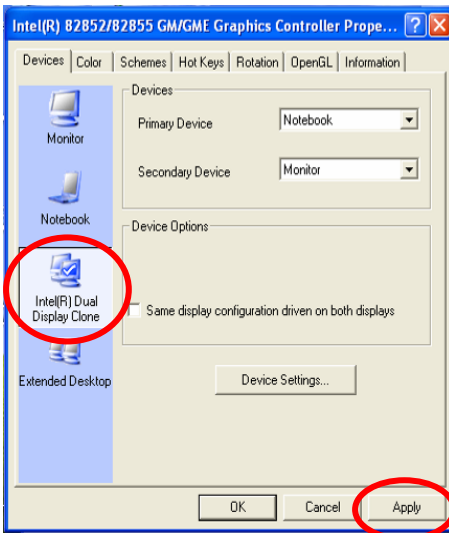 Intel(R) 82852/82855 GM/GME Graphics Controller Prope...
Devices Color Schemes Hot Keys Rotation OpenGL Information
Monitor
Notebook
Intel(R) Dual
Display Clone
Extended Desktop
Devices
Primary Device Notebook
Secondary Device Monitor
Device Options
Same display configuration driven on both displays
Device Settings...
OK Cancel Apply